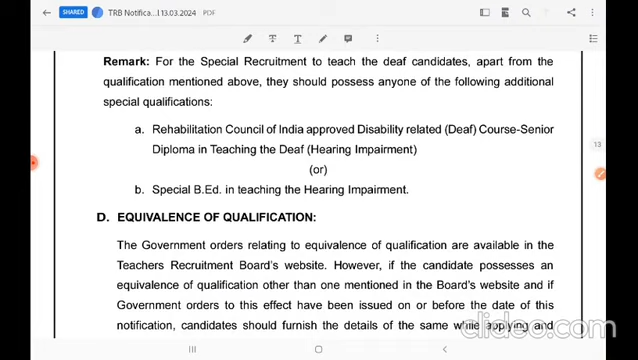 SHARED TRB Notifica...l 13.03.2024 PDF
Remark: For the Special Recruitment to teach the deaf candidates, apart from the
qualification mentioned above, they should possess anyone of the following additional
special qualifications:
a. Rehabilitation Council of India approved Disability related (Deaf) Course-Senior
Diploma in Teaching the Deaf (Hearing Impairment)
13
(or)
b. Special B.Ed. in teaching the Hearing Impairment.
D. EQUIVALENCE OF QUALIFICATION:
The Government orders relating to equivalence of qualification are available in the
Teachers Recruitment Board's website. However, if the candidate possesses an
equivalence of qualification other than one mentioned in the Board's website and if
Government orders to this effect have been issued on or before the date of this
notification, candidates should furnish the details of the same while applying and
clideo.com